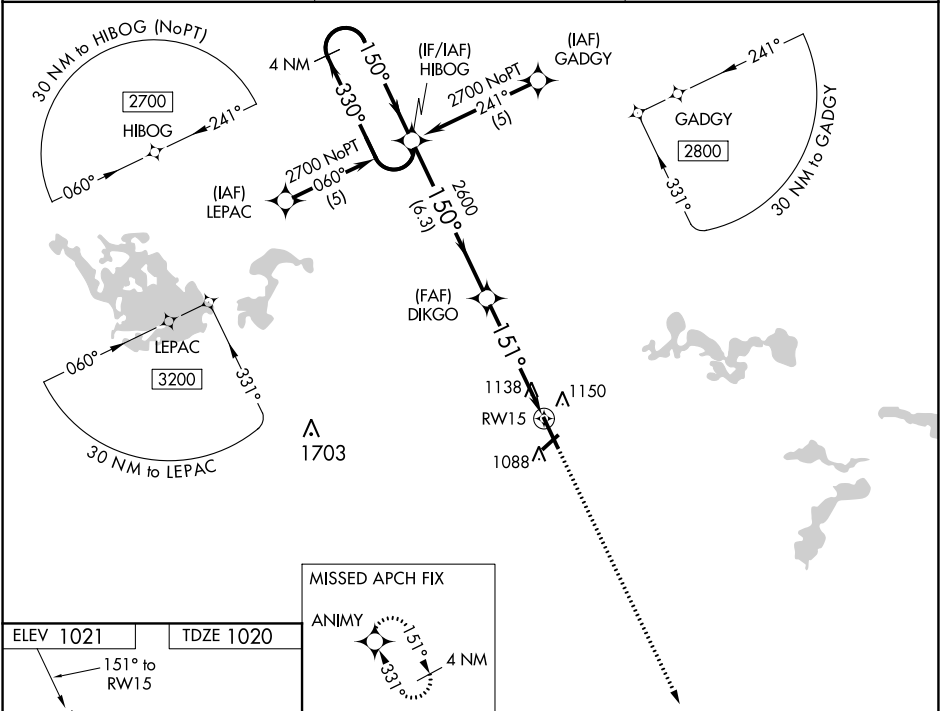 30 NM to HIBOG (NoPT)
2700
HIBOG
060°
241°
4 NM
150°
330°
(IF/IAF)
HIBOG
(IAF)
GADGY
2700 NoPT
241°
(5)
2700 NoPT
060°
(5)
(IAF)
LEPAC
2600
150°
(6.3)
241°
GADGY
2800
331°
30 NM to GADGY
(FAF)
DIKGO
151°
060°
LEPAC
3200
331°
30 NM to LEPAC
1703
1138
1150
RW15
1088
MISSED APCH FIX
ANIMY
151°
331°
4 NM
ELEV 1021
TDZE 1020
151° to
RW15